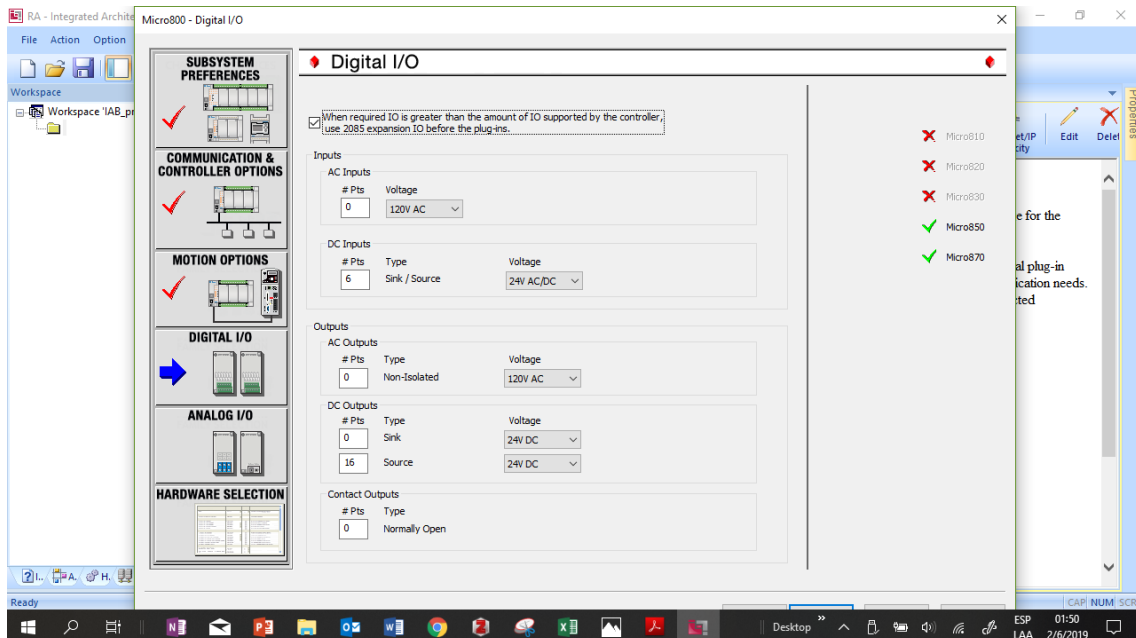 RA - Integrated Archite
File Action Option
Workspace
Workspace 'IAB_pr
I.. A. H.
Ready
Micro800 - Digital I/O
SUBSYSTEM
PREFERENCES
COMMUNICATION &
CONTROLLER OPTIONS
MOTION OPTIONS
DIGITAL I/O
ANALOG I/O
HARDWARE SELECTION
Digital I/O
When required IO is greater than the amount of IO supported by the controller,
use 2085 expansion IO before the plug-ins.
Inputs
AC Inputs
# Pts Voltage
0 120V AC
DC Inputs
# Pts Type Voltage
6 Sink / Source 24V AC/DC
Outputs
AC Outputs
# Pts Type Voltage
0 Non-Isolated 120V AC
DC Outputs
# Pts Type Voltage
0 Sink 24V DC
16 Source 24V DC
Contact Outputs
# Pts Type
0 Normally Open
Micro810
Micro820
Micro830
Micro850
Micro870
Properties
et/IP Edit Delet
city
e for the
al plug-in
ication needs.
cted
CAP NUM SCR
Desktop
ESP 01:50
LAA 2/6/2019